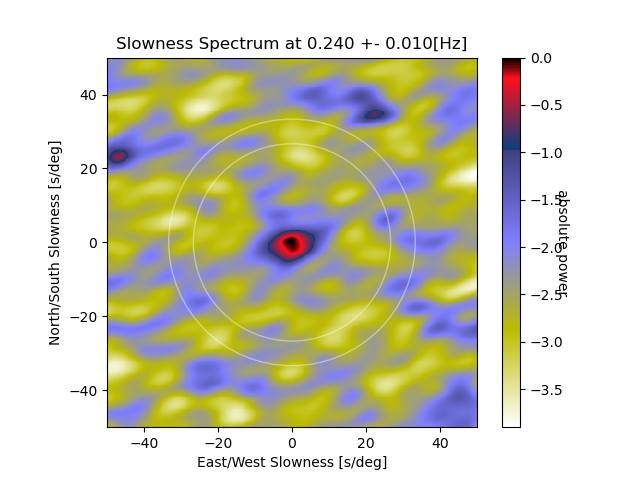 Slowness Spectrum at 0.240 +- 0.010[Hz]
North/South Slowness [s/deg]
40
20
0
−20
−40
−40 −20 0 20 40
East/West Slowness [s/deg]
0.0
−0.5
−1.0
−1.5
−2.0
−2.5
−3.0
−3.5
absolute power